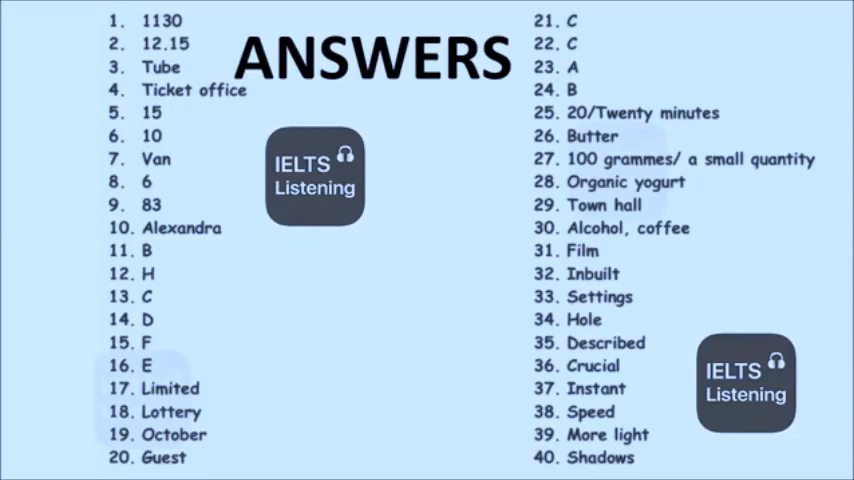 ANSWERS
1. 1130
2. 12.15
3. Tube
4. Ticket office
5. 15
6. 10
7. Van
8. 6
9. 83
10. Alexandra
11. B
12. H
13. C
14. D
15. F
16. E
17. Limited
18. Lottery
19. October
20. Guest
IELTS
Listening
21. C
22. C
23. A
24. B
25. 20/Twenty minutes
26. Butter
27. 100 grammes/ a small quantity
28. Organic yogurt
29. Town hall
30. Alcohol, coffee
31. Film
32. Inbuilt
33. Settings
34. Hole
35. Described
36. Crucial
37. Instant
38. Speed
39. More light
40. Shadows
IELTS
Listening